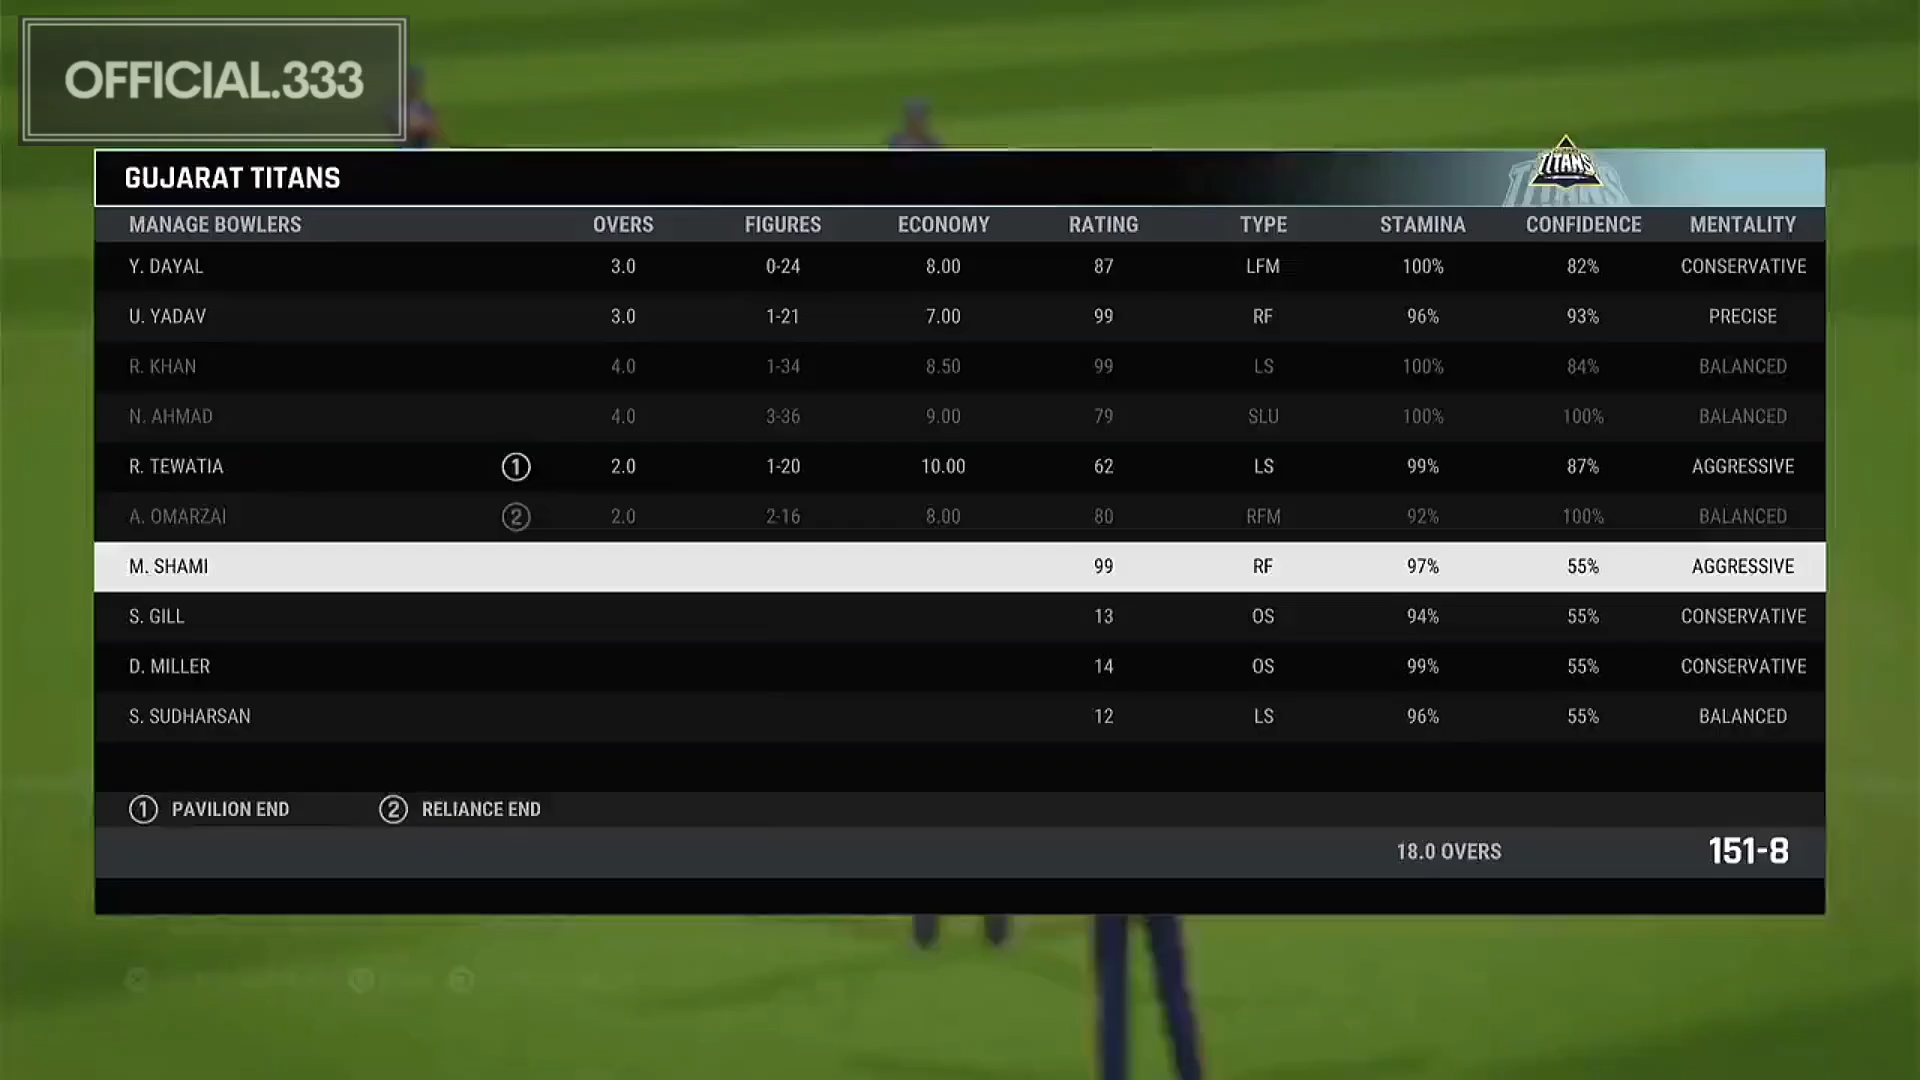 OFFICIAL.333
TITANS
GUJARAT TITANS
MANAGE BOWLERS OVERS FIGURES ECONOMY RATING TYPE STAMINA CONFIDENCE MENTALITY
Y. DAYAL 3.0 0-24 8.00 87 LFM 100% 82% CONSERVATIVE
U. YADAV 3.0 1-21 7.00 99 RF 96% 93% PRECISE
R. KHAN 4.0 1-34 8.50 99 LS 100% 84% BALANCED
N. AHMAD 4.0 3-36 9.00 79 SLU 100% 100% BALANCED
R. TEWATIA 1 2.0 1-20 10.00 62 LS 99% 87% AGGRESSIVE
A. OMARZAI 2 2.0 2-16 8.00 80 RFM 92% 100% BALANCED
M. SHAMI 99 RF 97% 55% AGGRESSIVE
S. GILL 13 OS 94% 55% CONSERVATIVE
D. MILLER 14 OS 99% 55% CONSERVATIVE
S. SUDHARSAN 12 LS 96% 55% BALANCED
1 PAVILION END 2 RELIANCE END
18.0 OVERS 151-8